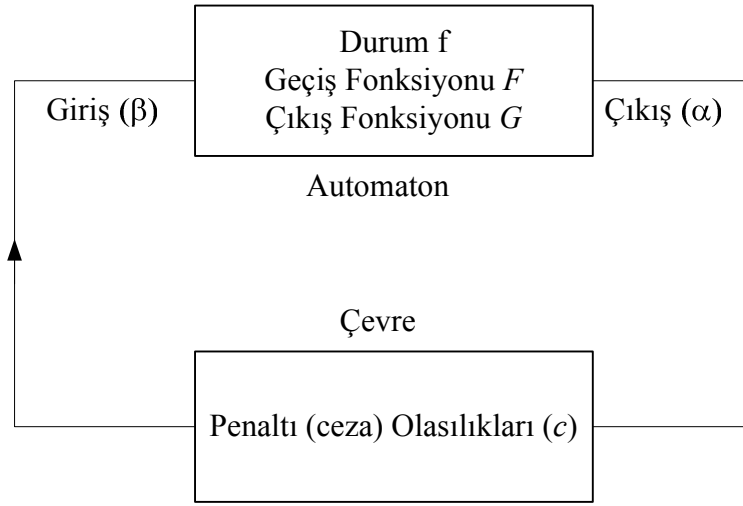 Durum f
Geçiş Fonksiyonu F
Çıkış Fonksiyonu G
Giriş (β)
Çıkış (α)
Automaton
Çevre
Penaltı (ceza) Olasılıkları (c)